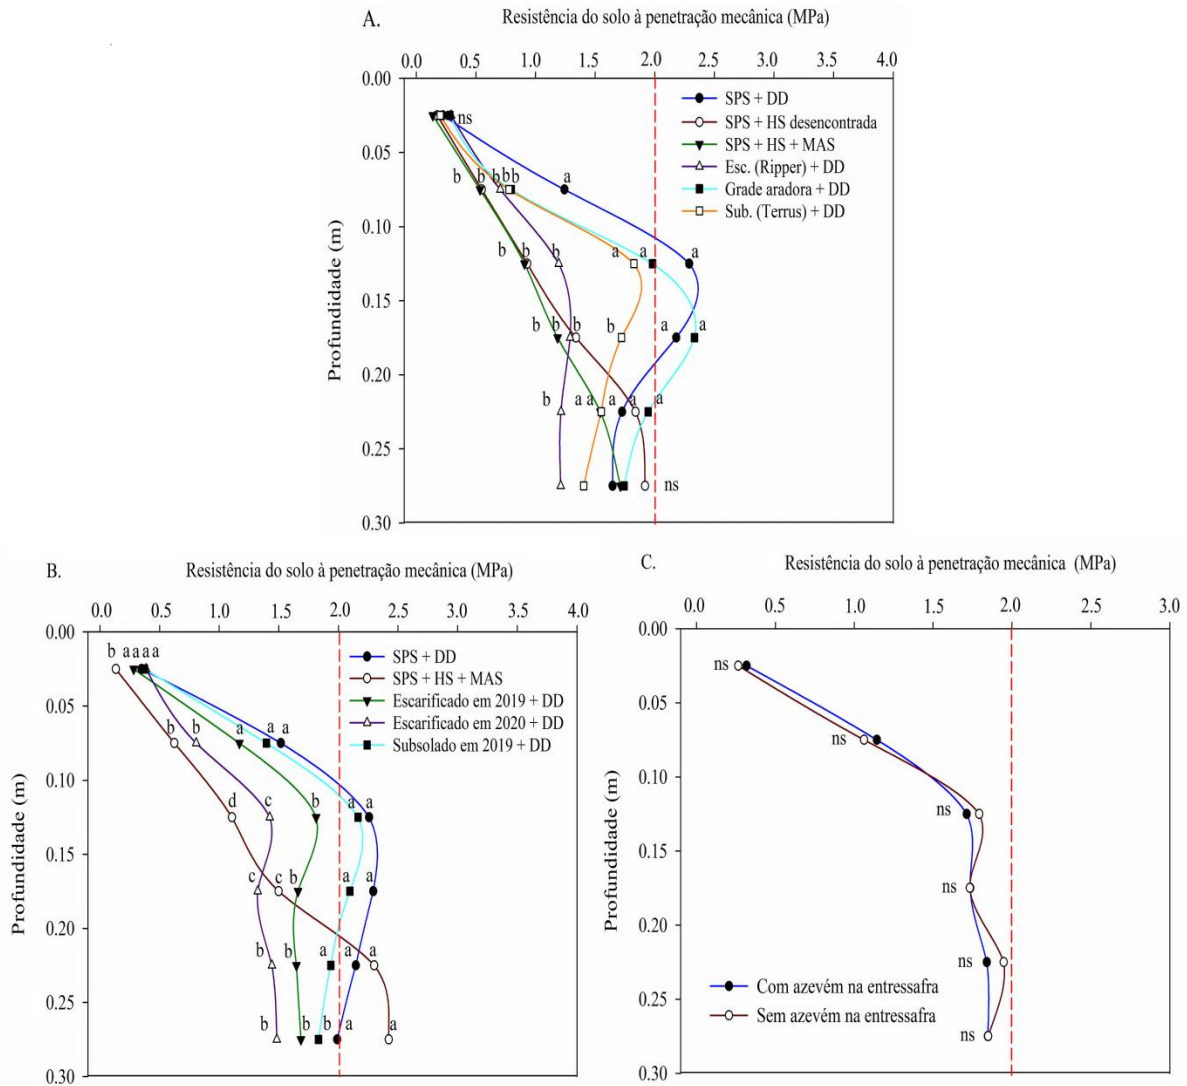 A.
Resistência do solo à penetração mecânica (MPa)
0.0 0.5 1.0 1.5 2.0 2.5 3.0 3.5 4.0
0.00
SPS + DD
SPS + HS desencontrada
SPS + HS + MAS
Esc. (Ripper) + DD
Grade aradora + DD
Sub. (Terrus) + DD
ns
0.05
b b b b b a
0.10
b b b a a a
0.15
b b b b a a
0.20
b a a a a a
0.25
ns
0.30
Profundidade (m)
B.
Resistência do solo à penetração mecânica (MPa)
0.0 0.5 1.0 1.5 2.0 2.5 3.0 3.5 4.0
0.00
SPS + DD
SPS + HS + MAS
Escarificado em 2019 + DD
Escarificado em 2020 + DD
Subsolado em 2019 + DD
b a a a a
0.05
b b a a a
0.10
d c b a a
0.15
c c b a a
0.20
b b a a a
0.25
b b b a a
0.30
Profundidade (m)
C.
Resistência do solo à penetração mecânica (MPa)
0.0 0.5 1.0 1.5 2.0 2.5 3.0
0.00
ns
0.05
ns
0.10
ns
0.15
ns
0.20
ns
0.25
ns
0.30
Com azevém na entressafra
Sem azevém na entressafra
Profundidade (m)